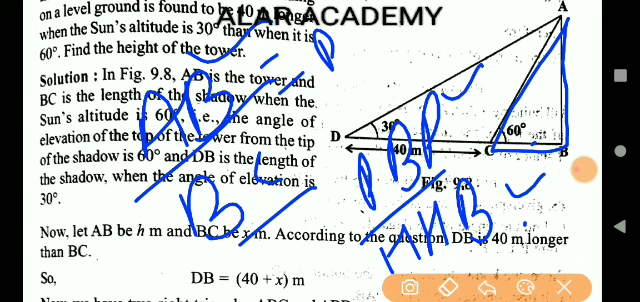 ALAR ACADEMY
on a level ground is found to be 40 m longer
when the Sun's altitude is 30° than when it is
60°. Find the height of the tower.
Solution : In Fig. 9.8, AB is the tower and
BC is the length of the shadow when the
Sun's altitude is 60°, i.e., the angle of
elevation of the top of the tower from the tip
of the shadow is 60° and DB is the length of
the shadow, when the angle of elevation is
30°.
A
D
30°
60°
40 m
C
B
Fig. 9.8
PBP
HHB
AB
P
B
Now, let AB be h m and BC be x m. According to the question, DB is 40 m longer
than BC.
So,
DB = (40 + x) m